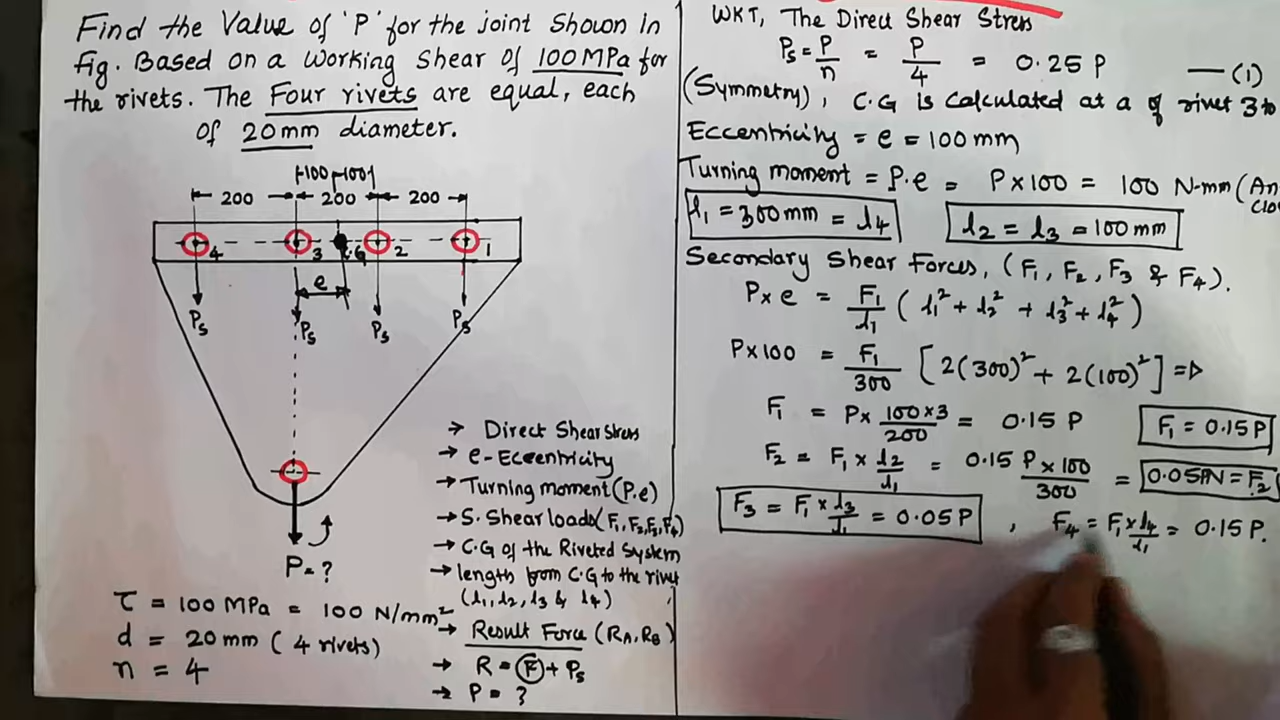 Find the Value of 'P' for the joint Shown in
fig. Based on a working Shear of 100 MPa for
the rivets. The Four rivets are equal, each
of 20mm diameter.
100 100
200 200 200
4 3 C.G 2 1
e
Ps Ps Ps Ps
P = ?
τ = 100 MPa = 100 N/mm²
d = 20 mm ( 4 rivets)
n = 4
→ Direct Shear Stress
→ e - Eccentricity
→ Turning moment (P.e)
→ S. Shear loads (F1, F2, F3, F4)
→ C.G of the Riveted System
→ length from C.G to the rivet
(l1, l2, l3 & l4)
→ Result Force (RA, RB)
→ R = F + Ps
→ P = ?
WKT, The Direct Shear Stress
Ps = P/n = P/4 = 0.25 P — (1)
(Symmetry), C.G is Calculated at a of rivet 3 to
Eccentricity = e = 100 mm
Turning moment = P.e = P × 100 = 100 N-mm (An
clo
l1 = 300 mm = l4 l2 = l3 = 100 mm
Secondary Shear Forces, (F1, F2, F3 & F4).
P × e = F1/l1 ( l1² + l2² + l3² + l4² )
P × 100 = F1/300 [ 2(300)² + 2(100)² ] ⇒
F1 = P × 100 × 3/200 = 0.15 P F1 = 0.15 P
F2 = F1 × l2/l1 = 0.15 P × 100/300 = 0.05 PN = F2
F3 = F1 × l3/l1 = 0.05 P , F4 = F1 × l4/l1 = 0.15 P.